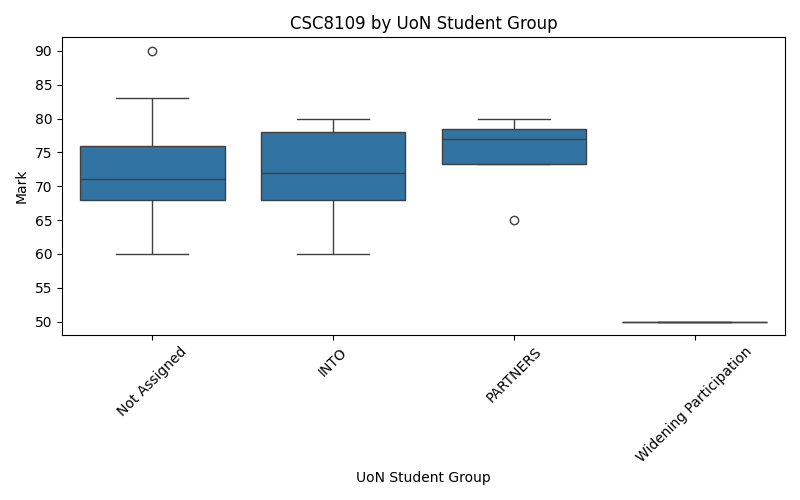 CSC8109 by UoN Student Group
Mark
90
85
80
75
70
65
60
55
50
Not Assigned
INTO
PARTNERS
Widening Participation
UoN Student Group